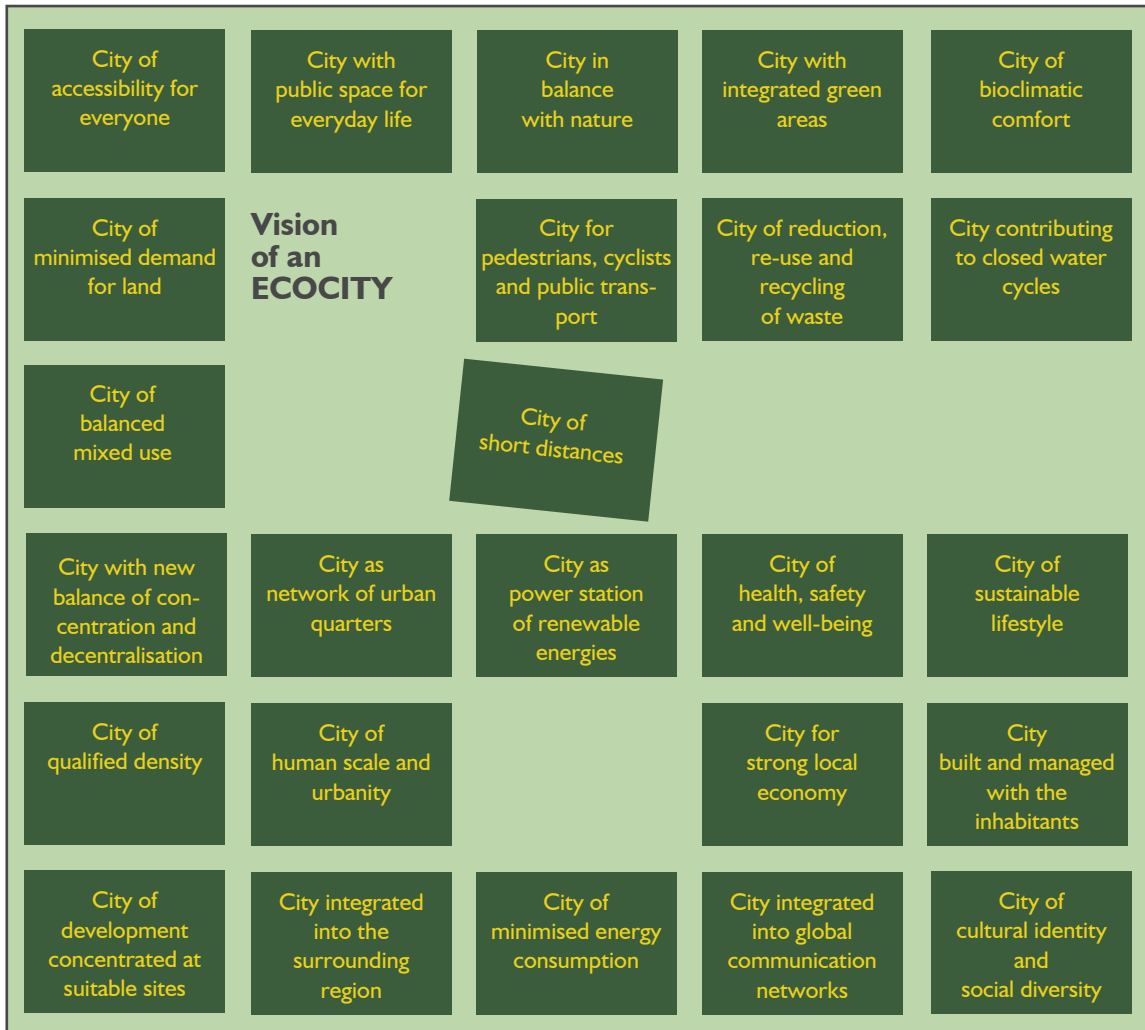 City of
accessibility for
everyone
City with
public space for
everyday life
City in
balance
with nature
City with
integrated green
areas
City of
bioclimatic
comfort
City of
minimised demand
for land
Vision
of an
ECOCITY
City for
pedestrians, cyclists
and public trans-
port
City of reduction,
re-use and
recycling
of waste
City contributing
to closed water
cycles
City of
balanced
mixed use
City of
short distances
City with new
balance of con-
centration and
decentralisation
City as
network of urban
quarters
City as
power station
of renewable
energies
City of
health, safety
and well-being
City of
sustainable
lifestyle
City of
qualified density
City of
human scale and
urbanity
City for
strong local
economy
City
built and managed
with the
inhabitants
City of
development
concentrated at
suitable sites
City integrated
into the
surrounding
region
City of
minimised energy
consumption
City integrated
into global
communication
networks
City of
cultural identity
and
social diversity